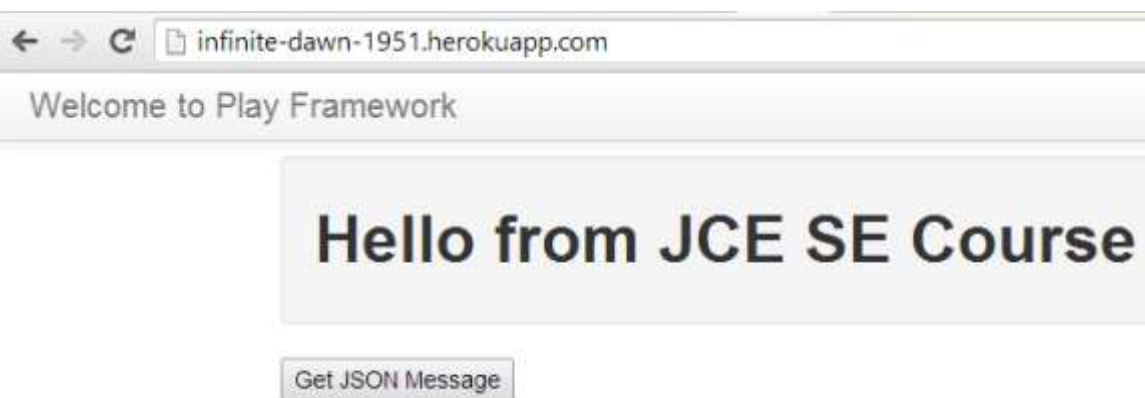 infinite-dawn-1951.herokuapp.com
Welcome to Play Framework
Hello from JCE SE Course
Get JSON Message